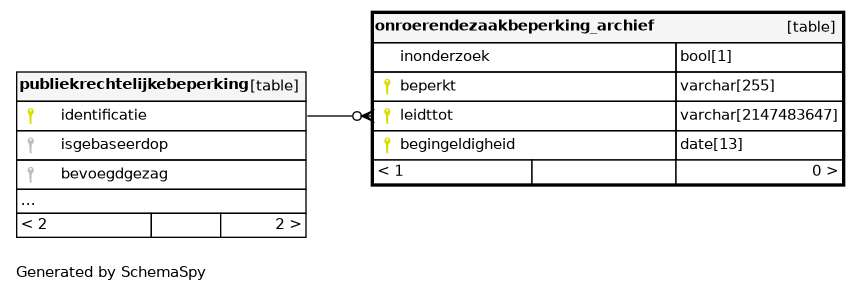 onroerendezaakbeperking_archief [table]
inonderzoek bool[1]
beperkt varchar[255]
leidttot varchar[2147483647]
begingeldigheid date[13]
< 1 0 >
publiekrechtelijkebeperking [table]
identificatie
isgebaseerdop
bevoegdgezag
...
< 2 2 >
Generated by SchemaSpy